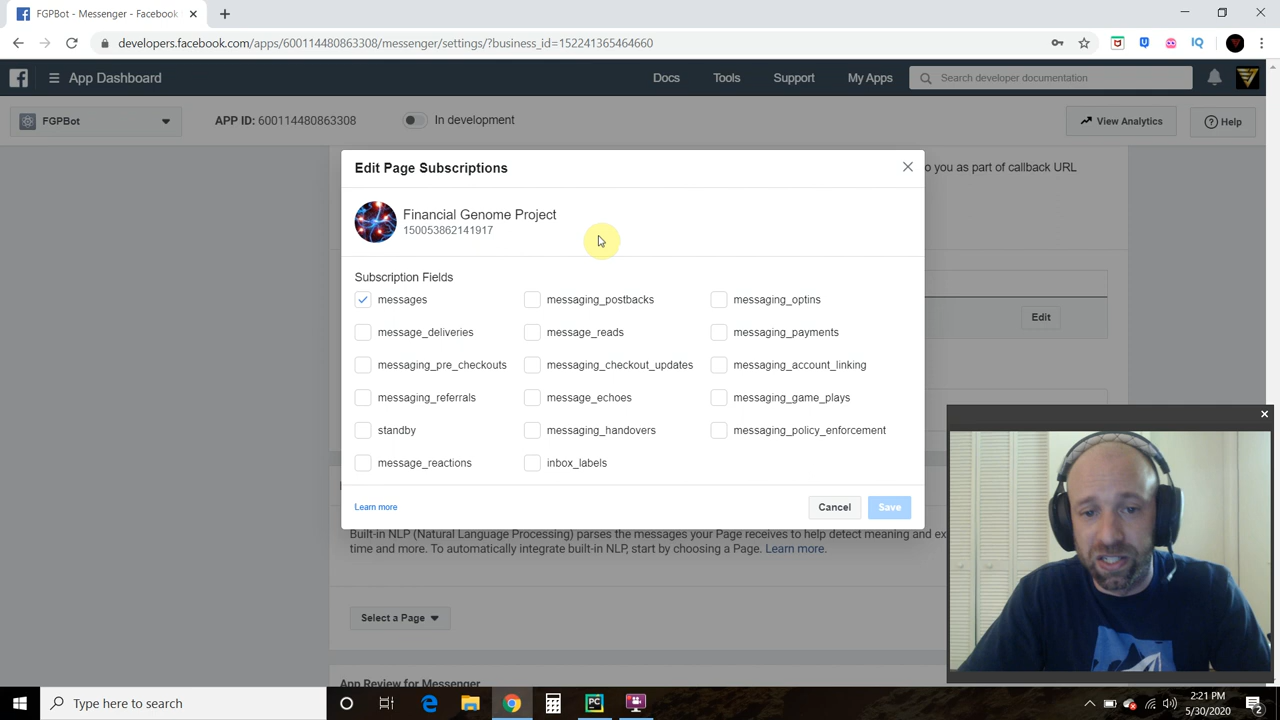 FGPBot - Messenger - Facebook
developers.facebook.com/apps/600114480863308/messenger/settings/?business_id=152241365464660
App Dashboard
Docs
Tools
Support
My Apps
Search developer documentation
FGPBot
APP ID: 600114480863308
In development
View Analytics
Help
Edit Page Subscriptions
o you as part of callback URL
Financial Genome Project
150053862141917
Subscription Fields
messages
messaging_postbacks
messaging_optins
message_deliveries
message_reads
messaging_payments
Edit
messaging_pre_checkouts
messaging_checkout_updates
messaging_account_linking
messaging_referrals
message_echoes
messaging_game_plays
standby
messaging_handovers
messaging_policy_enforcement
message_reactions
inbox_labels
Learn more
Cancel
Save
Built-in NLP (Natural Language Processing) parses the messages your Page receives to help detect meaning and ex
time and more. To automatically integrate built-in NLP, start by choosing a Page. Learn more.
Select a Page
App Review for Messenger
Type here to search
2:21 PM
5/30/2020
2